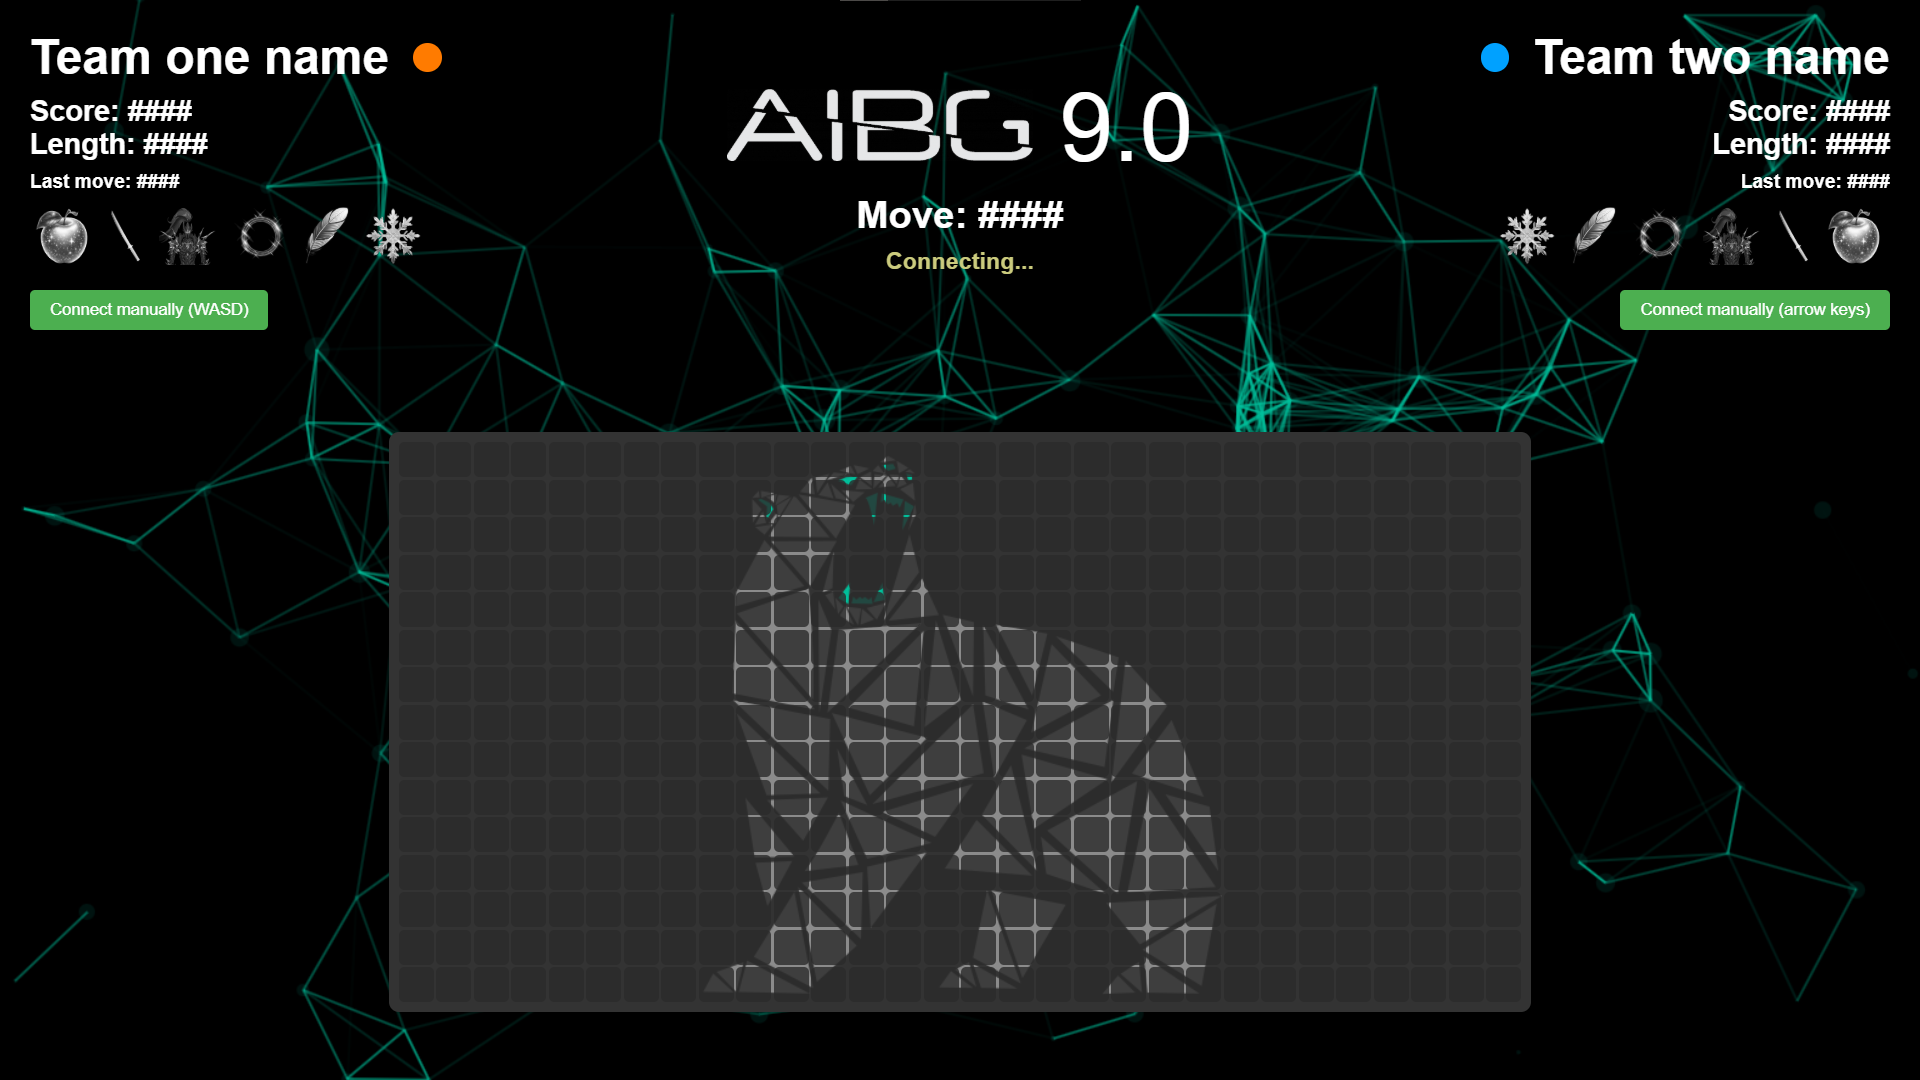 Team one name
Score: ####
Length: ####
Last move: ####
Connect manually (WASD)
AIBG 9.0
Move: ####
Connecting...
Team two name
Score: ####
Length: ####
Last move: ####
Connect manually (arrow keys)